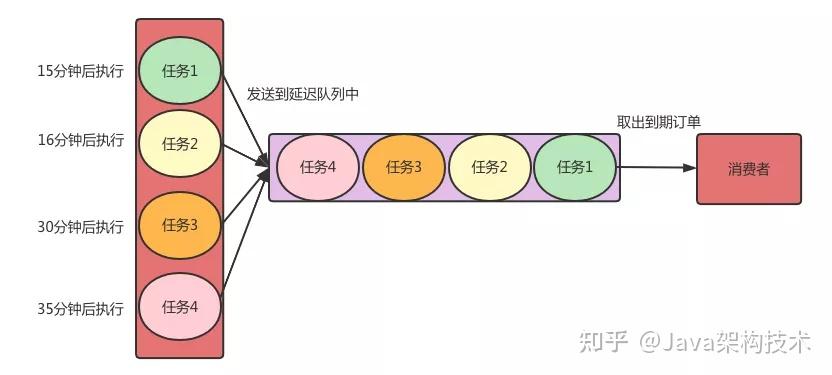 15分钟后执行
任务1
16分钟后执行
任务2
30分钟后执行
任务3
35分钟后执行
任务4
发送到延迟队列中
任务4
任务3
任务2
任务1
取出到期订单
消费者
知乎 @Java架构技术